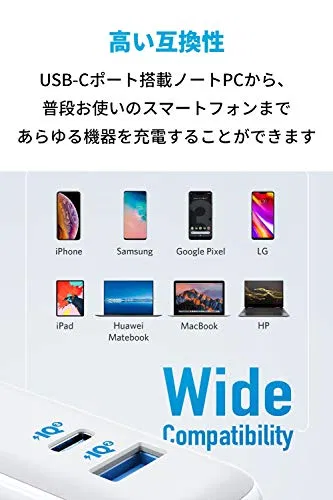 高い互換性
USB-Cポート搭載ノートPCから、
普段お使いのスマートフォンまで
あらゆる機器を充電することができます
iPhone
Samsung
Google Pixel
LG
iPad
Huawei
Matebook
MacBook
HP
Wide
Compatibility
IQ2
IQ2